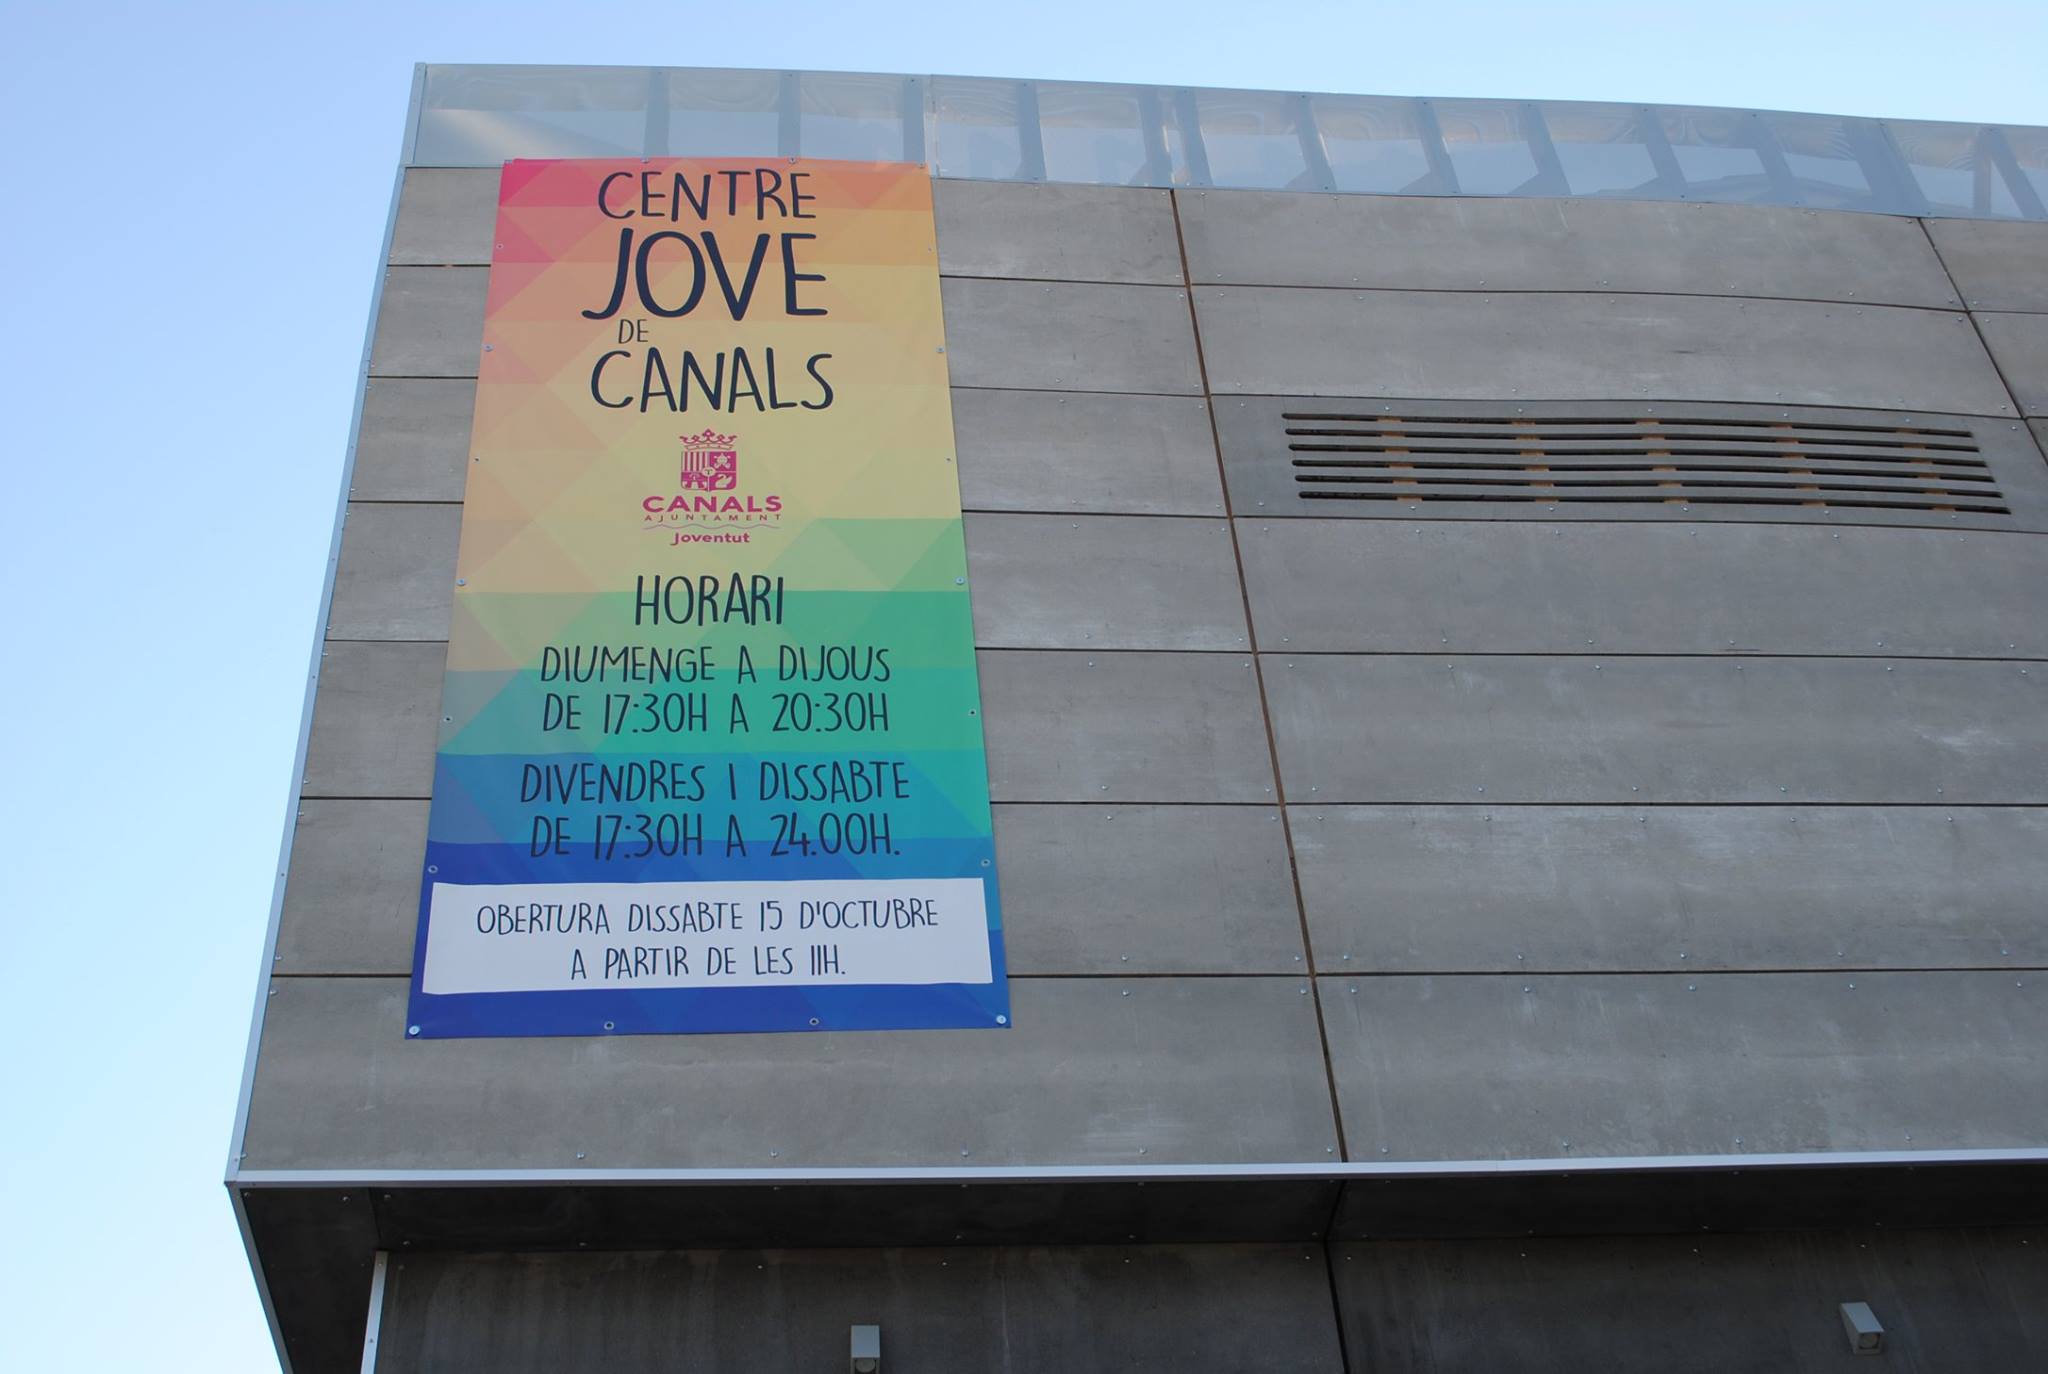 CENTRE
JOVE
DE
CANALS
CANALS
AJUNTAMENT
Joventut
HORARI
DIUMENGE A DIJOUS
DE 17:30H A 20:30H
DIVENDRES I DISSABTE
DE 17:30H A 24.00H.
OBERTURA DISSABTE 15 D'OCTUBRE
A PARTIR DE LES 11H.